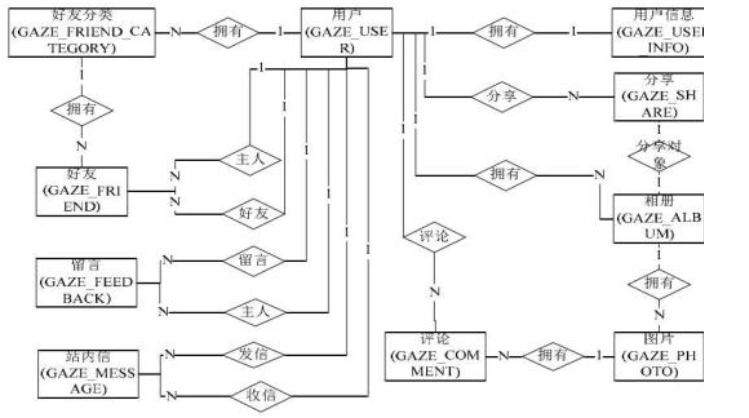 好友分类
(GAZE_FRIEND_CA
TEGORY)
N
拥有
1
用户
(GAZE_USE
R)
1
拥有
1
用户信息
(GAZE_USE
_INFO)
1
分享
N
分享
(GAZE_SH
ARE)
1
拥有
N
1
分享对
象
1
好友
(GAZE_FRI
END)
N
主人
1
N
好友
1
1
拥有
N
相册
(GAZE_ALB
UM)
1
评论
N
1
拥有
N
留言
(GAZE_FEED
BACK)
N
留言
1
N
主人
1
站内信
(GAZE_MESS
AGE)
N
发信
1
N
收信
1
评论
(GAZE_COM
MENT)
N
拥有
1
图片
(GAZE_PH
OTO)